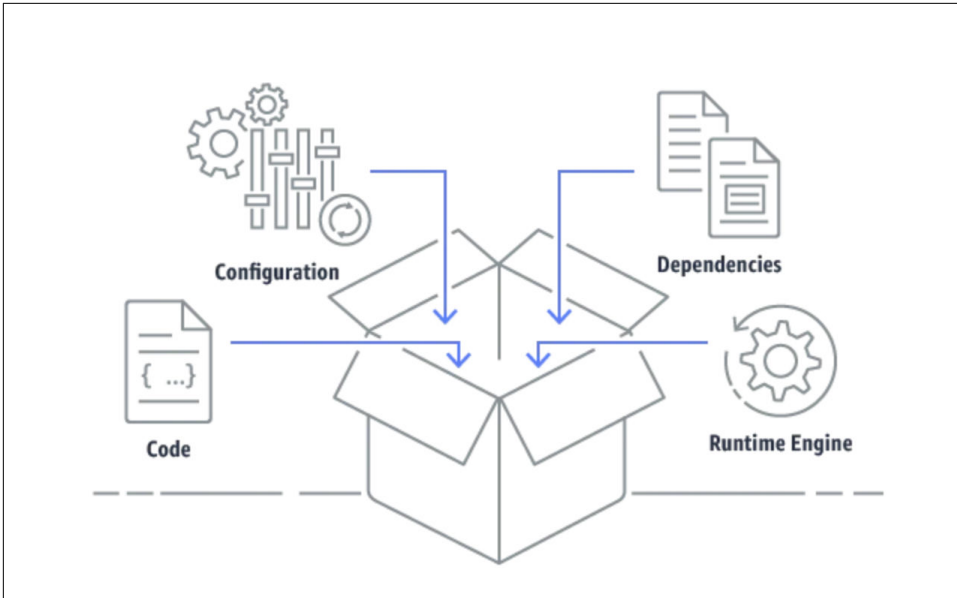 Configuration
Dependencies
{ ...}
Code
Runtime Engine